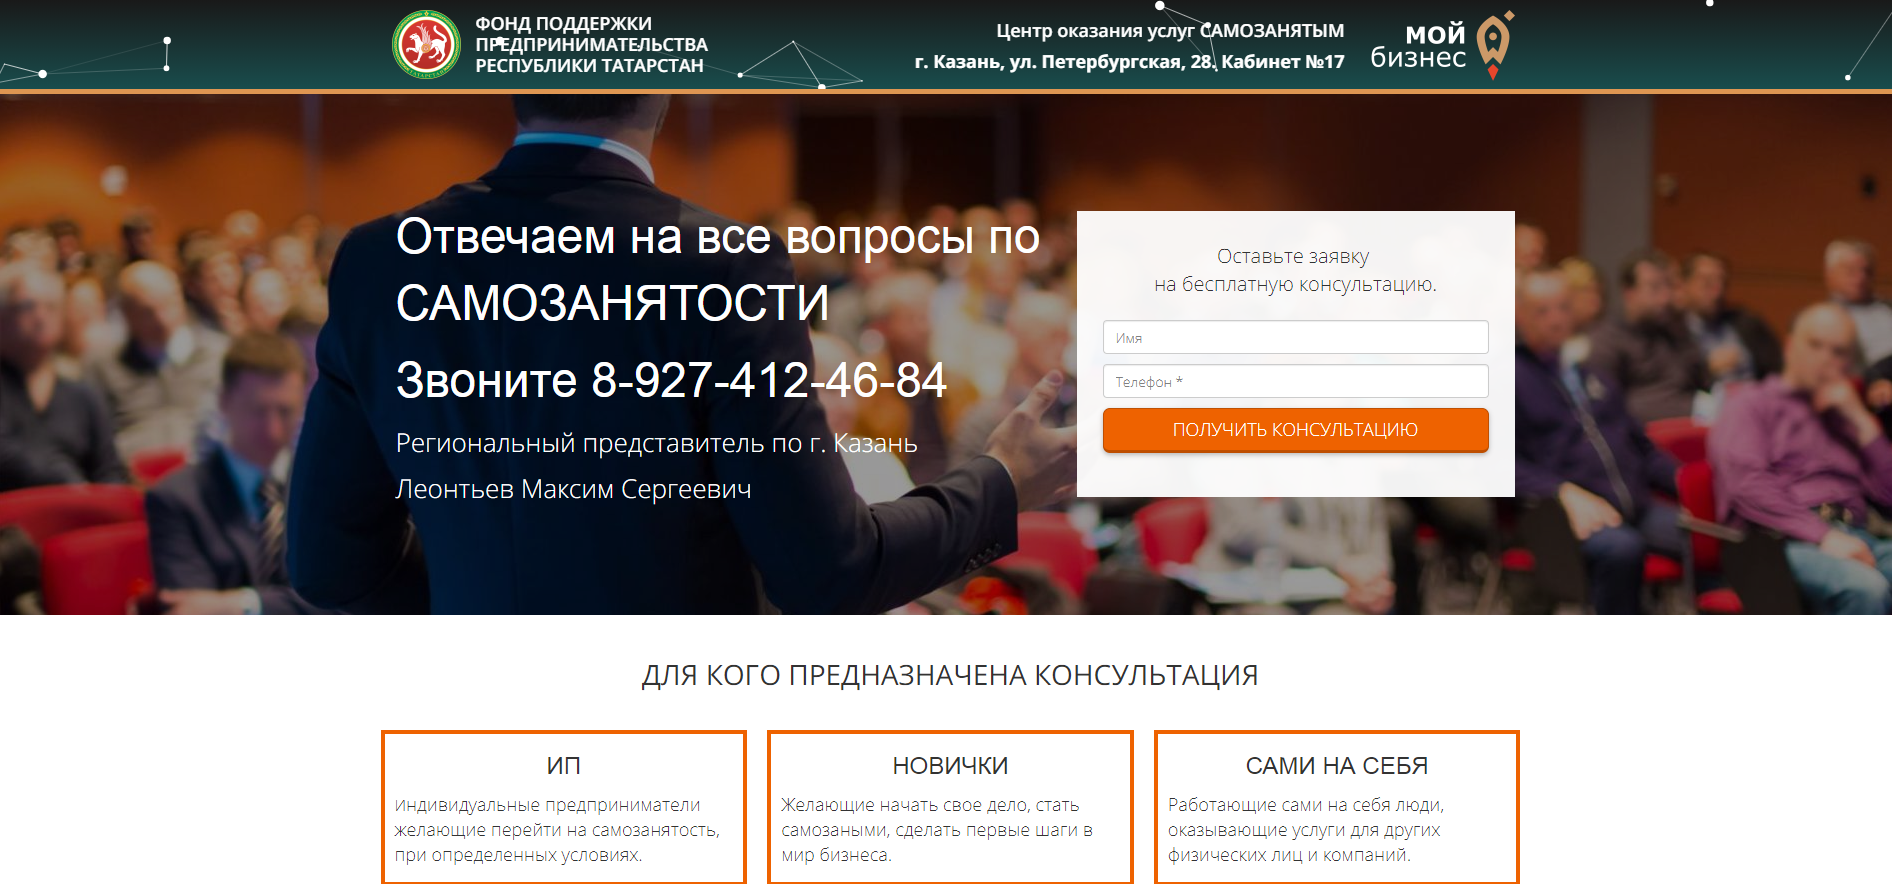 ФОНД ПОДДЕРЖКИ
ПРЕДПРИНИМАТЕЛЬСТВА
РЕСПУБЛИКИ ТАТАРСТАН
Центр оказания услуг САМОЗАНЯТЫМ
г. Казань, ул. Петербургская, 28. Кабинет №17
МОЙ
бизнес
Отвечаем на все вопросы по
САМОЗАНЯТОСТИ
Звоните 8-927-412-46-84
Региональный представитель по г. Казань
Леонтьев Максим Сергеевич
Оставьте заявку
на бесплатную консультацию.
Имя
Телефон *
ПОЛУЧИТЬ КОНСУЛЬТАЦИЮ
ДЛЯ КОГО ПРЕДНАЗНАЧЕНА КОНСУЛЬТАЦИЯ
ИП
Индивидуальные предприниматели
желающие перейти на самозанятость,
при определенных условиях.
НОВИЧКИ
Желающие начать свое дело, стать
самозаными, сделать первые шаги в
мир бизнеса.
САМИ НА СЕБЯ
Работающие сами на себя люди,
оказывающие услуги для других
физических лиц и компаний.